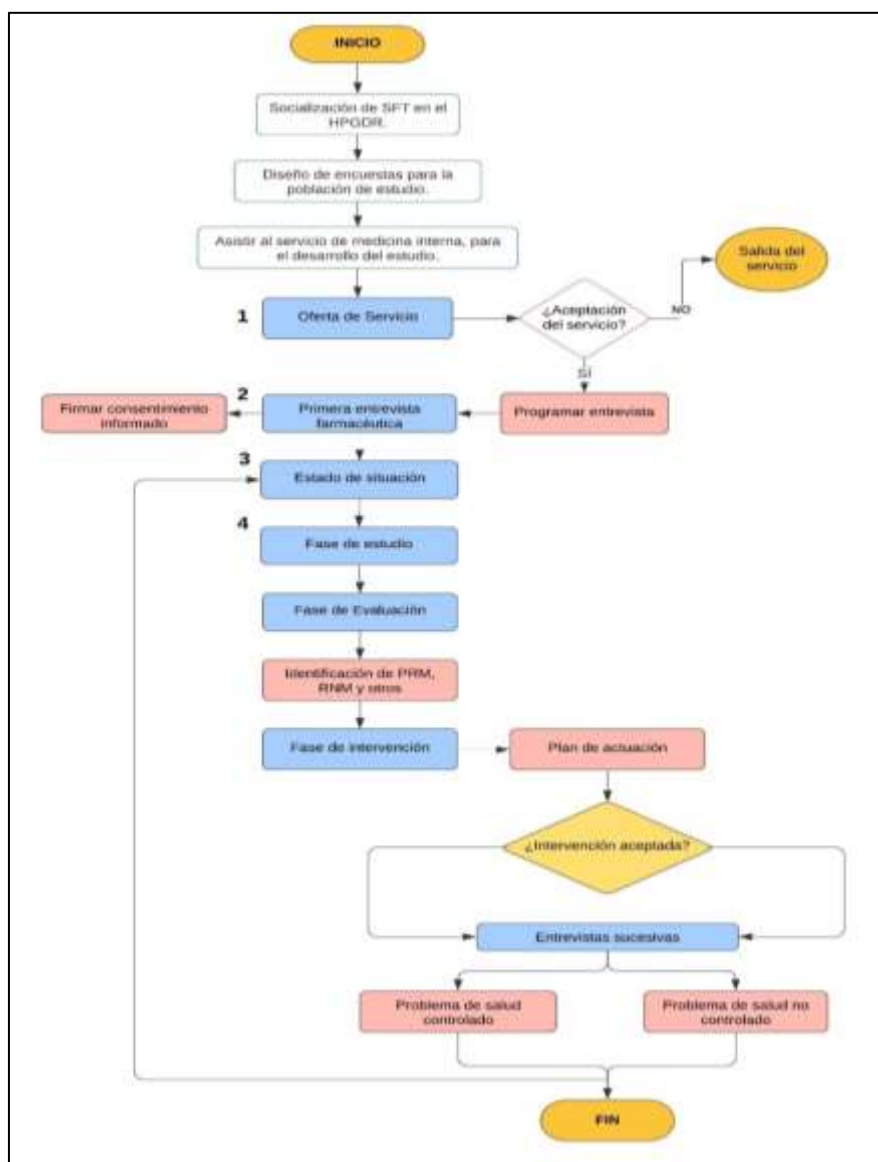 INICIO
Socialización de SFT en el
HPGDR.
Diseño de encuestas para la
población de estudio.
Asistir al servicio de medicina interna, para
el desarrollo del estudio.
Salida del
servicio
1
Oferta de Servicio
¿Aceptación
del servicio?
NO
SÍ
2
Firmar consentimiento
informado
Primera entrevista
farmacéutica
Programar entrevista
3
Estado de situación
4
Fase de estudio
Fase de Evaluación
Identificación de PRM,
RNM y otros
Fase de intervención
Plan de actuación
¿Intervención aceptada?
Entrevistas sucesivas
Problema de salud
controlado
Problema de salud no
controlado
FIN